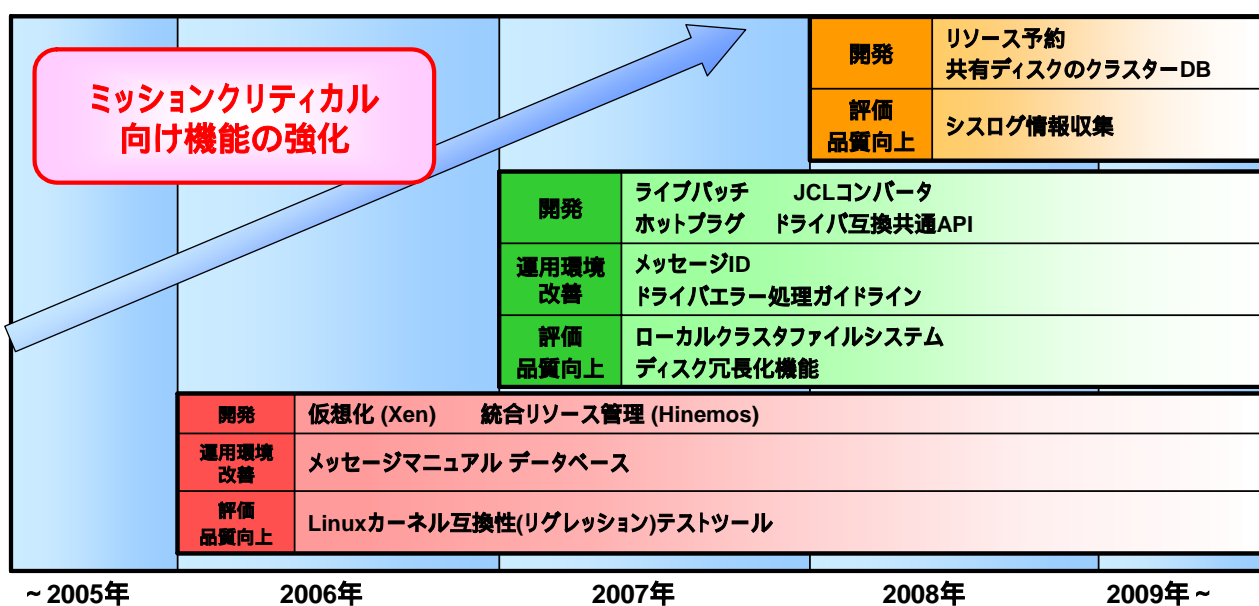 ミッションクリティカル
向け機能の強化
開発
リソース予約
共有ディスクのクラスターDB
評価
品質向上
シスログ情報収集
開発
ライブパッチ JCLコンバータ
ホットプラグ ドライバ互換共通API
運用環境
改善
メッセージID
ドライバエラー処理ガイドライン
評価
品質向上
ローカルクラスタファイルシステム
ディスク冗長化機能
開発
仮想化 (Xen) 統合リソース管理 (Hinemos)
運用環境
改善
メッセージマニュアル データベース
評価
品質向上
Linuxカーネル互換性(リグレッション)テストツール
~2005年 2006年 2007年 2008年 2009年~